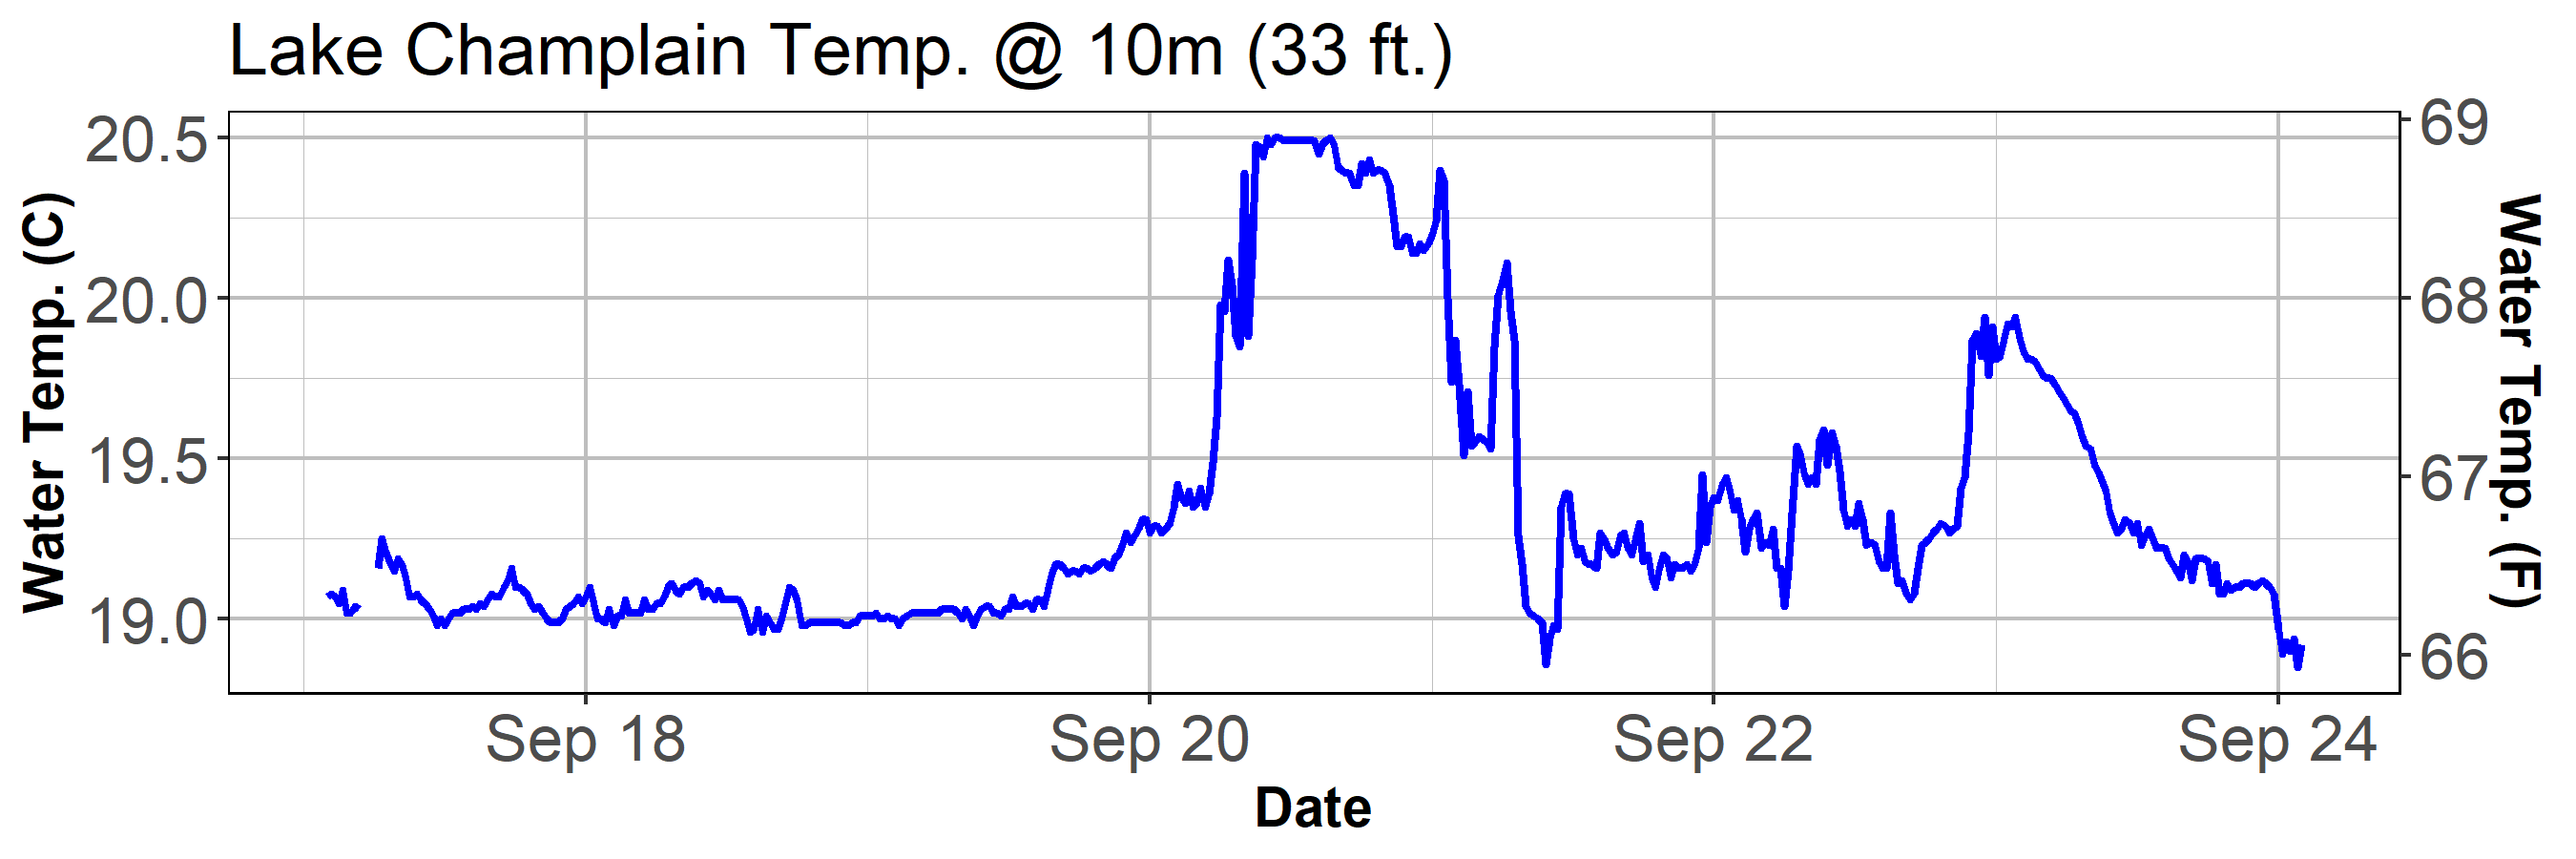 Lake Champlain Temp. @ 10m (33 ft.)
Water Temp. (C)
20.5
20.0
19.5
19.0
69
68
67
66
Water Temp. (F)
Sep 18
Sep 20
Sep 22
Sep 24
Date